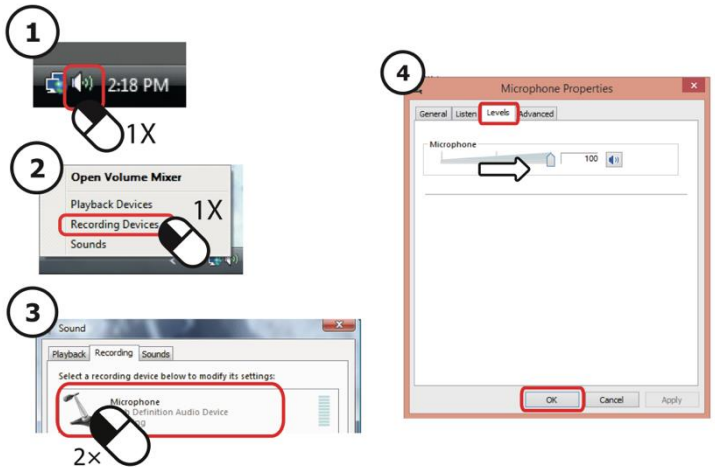 1
2:18 PM
1X
2
Open Volume Mixer
Playback Devices
1X
Recording Devices
Sounds
3
Sound
Playback Recording Sounds
Select a recording device below to modify its settings:
Microphone
Definition Audio Device
2×
4
Microphone Properties
General Listen Levels Advanced
Microphone
100
OK Cancel Apply